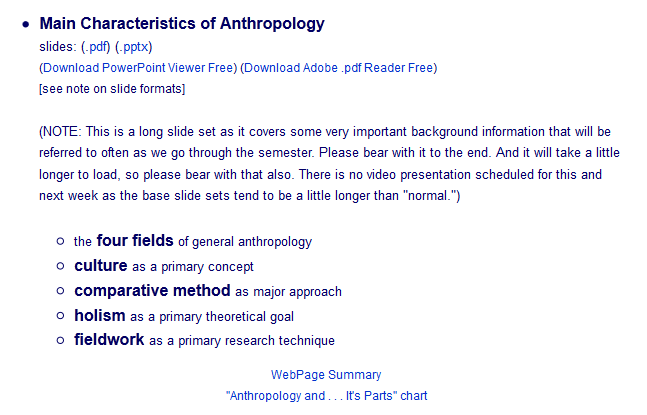 Main Characteristics of Anthropology
slides: (.pdf) (.pptx)
(Download PowerPoint Viewer Free) (Download Adobe .pdf Reader Free)
[see note on slide formats]
(NOTE: This is a long slide set as it covers some very important background information that will be
referred to often as we go through the semester. Please bear with it to the end. And it will take a little
longer to load, so please bear with that also. There is no video presentation scheduled for this and
next week as the base slide sets tend to be a little longer than "normal.")
the four fields of general anthropology
culture as a primary concept
comparative method as major approach
holism as a primary theoretical goal
fieldwork as a primary research technique
WebPage Summary
"Anthropology and . . . It's Parts" chart